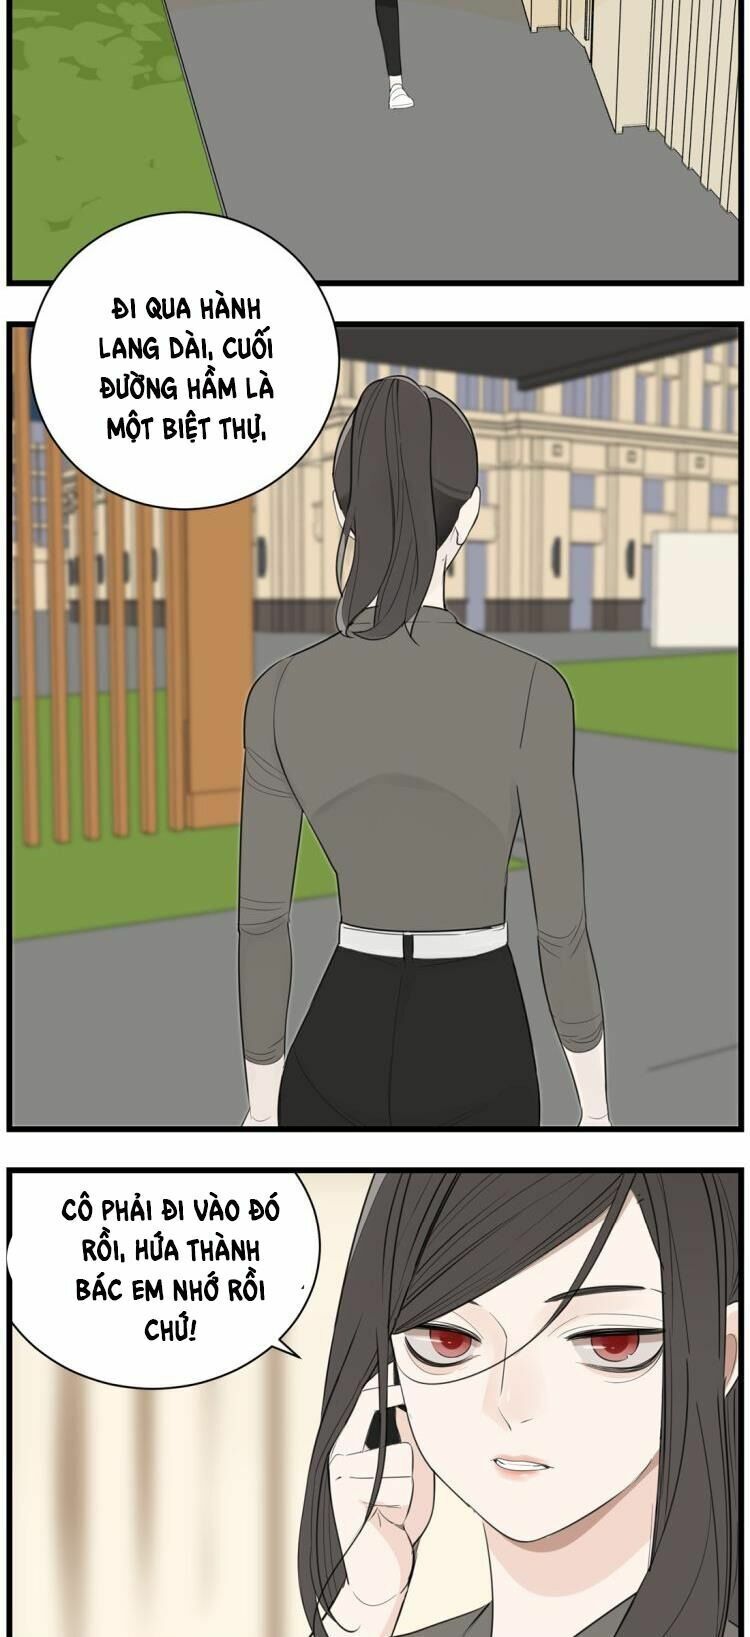 ĐI QUA HÀNH
LANG DÀI, CUỐI
ĐƯỜNG HẦM LÀ
MỘT BIỆT THỰ.
CÔ PHẢI ĐI VÀO ĐÓ
RỒI, HỨA THÀNH
BÁC EM NHỚ RỒI
CHỨ!